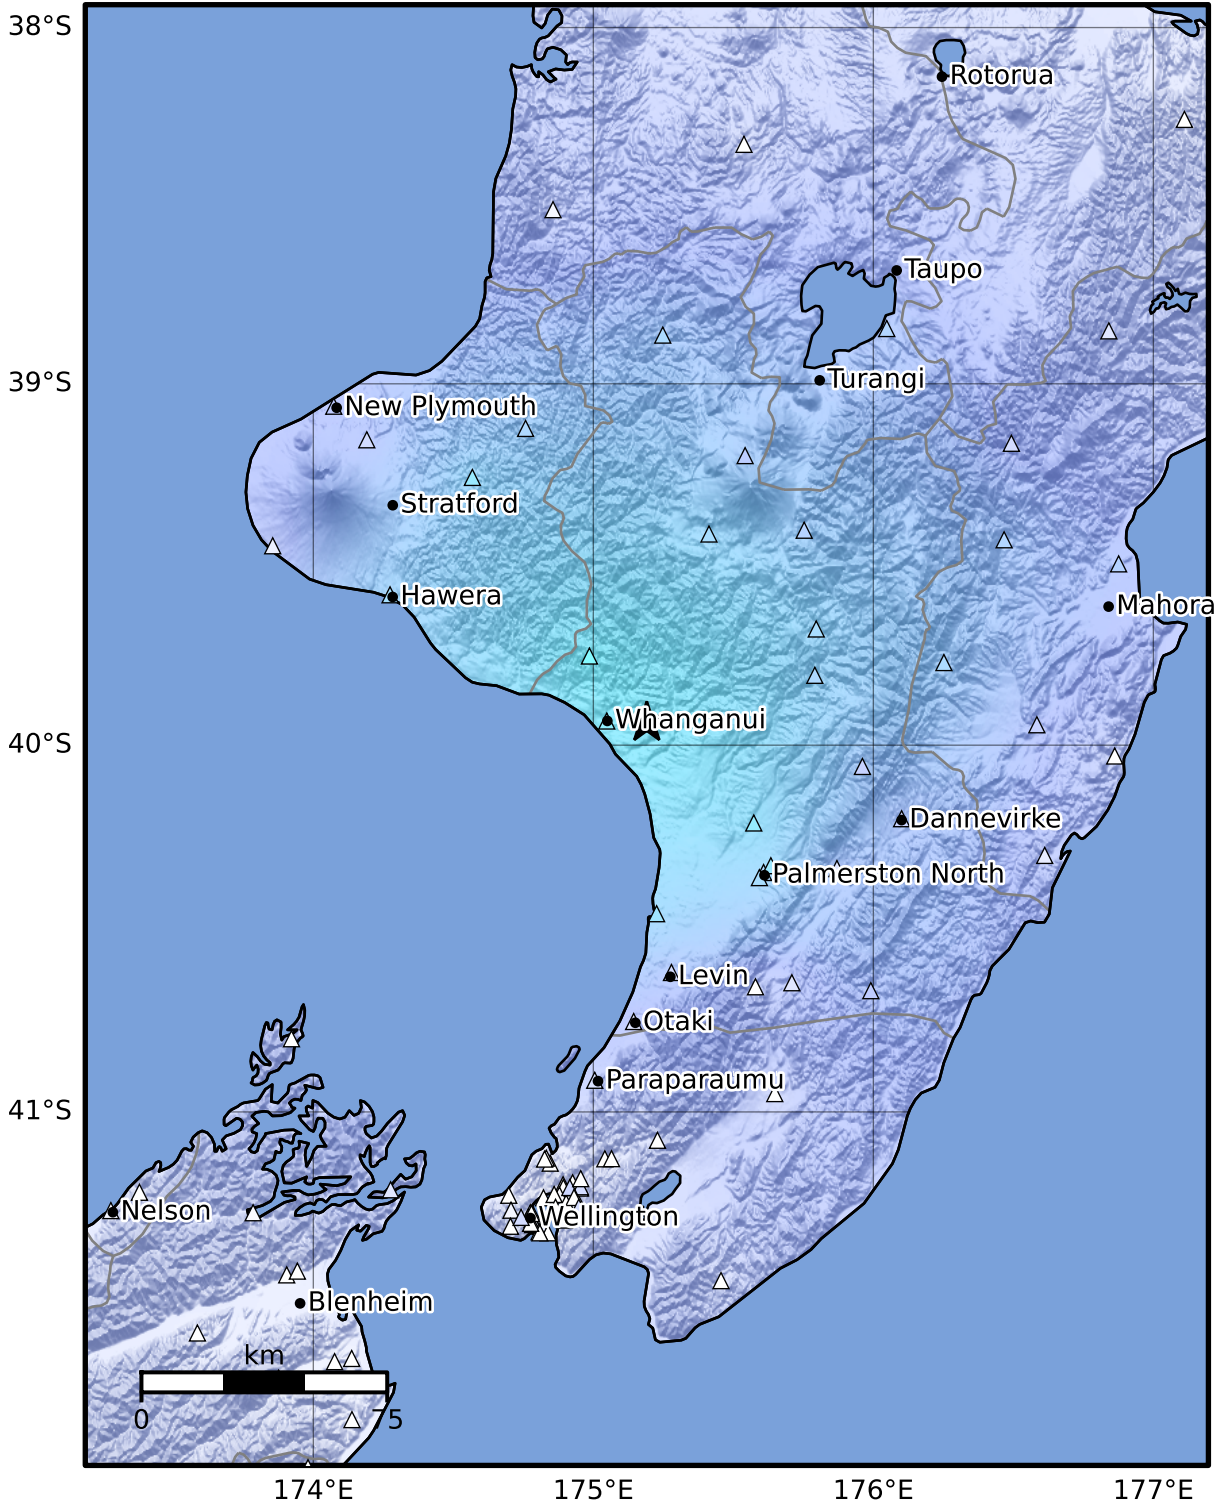 38°S
Rotorua
Taupo
Turangi
39°S
New Plymouth
Stratford
Hawera
Mahora
Whanganui
40°S
Dannevirke
Palmerston North
Levin
Otaki
Paraparaumu
41°S
Nelson
Wellington
Blenheim
km
0 75
174°E 175°E 176°E 177°E